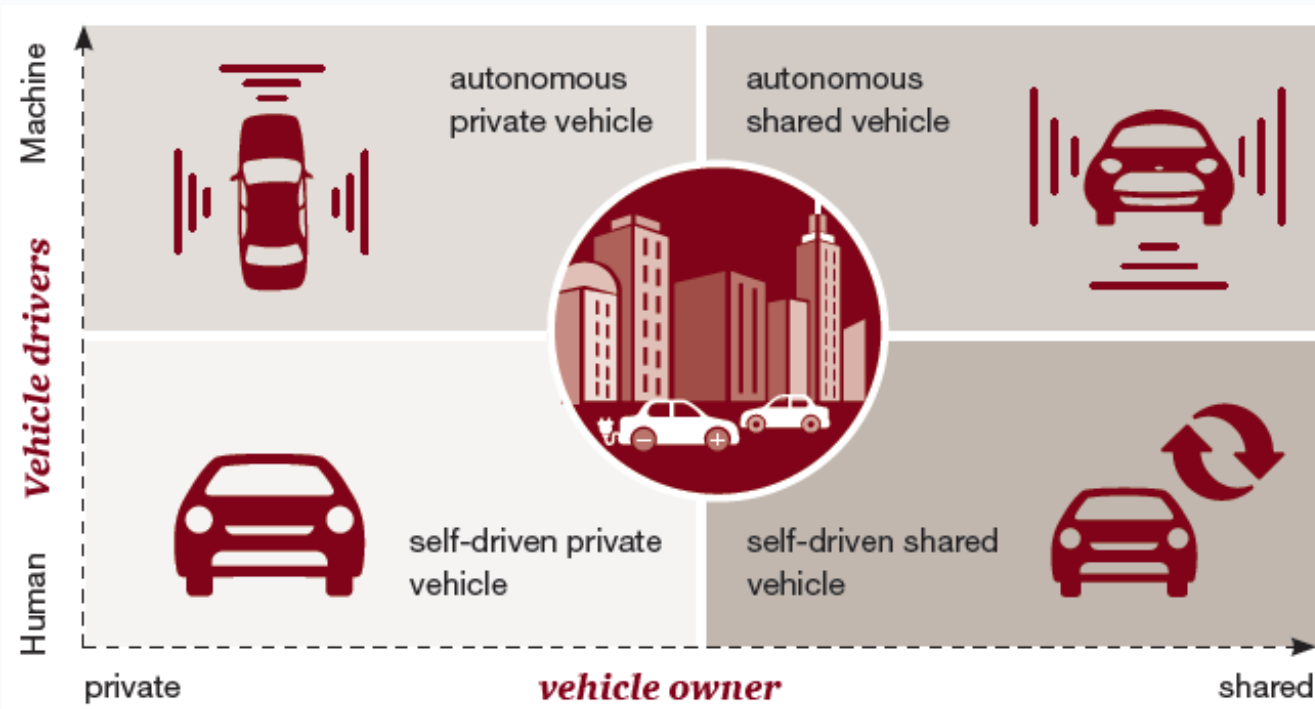 Machine
autonomous
private vehicle
autonomous
shared vehicle
Vehicle drivers
self-driven private
vehicle
self-driven shared
vehicle
Human
private
vehicle owner
shared